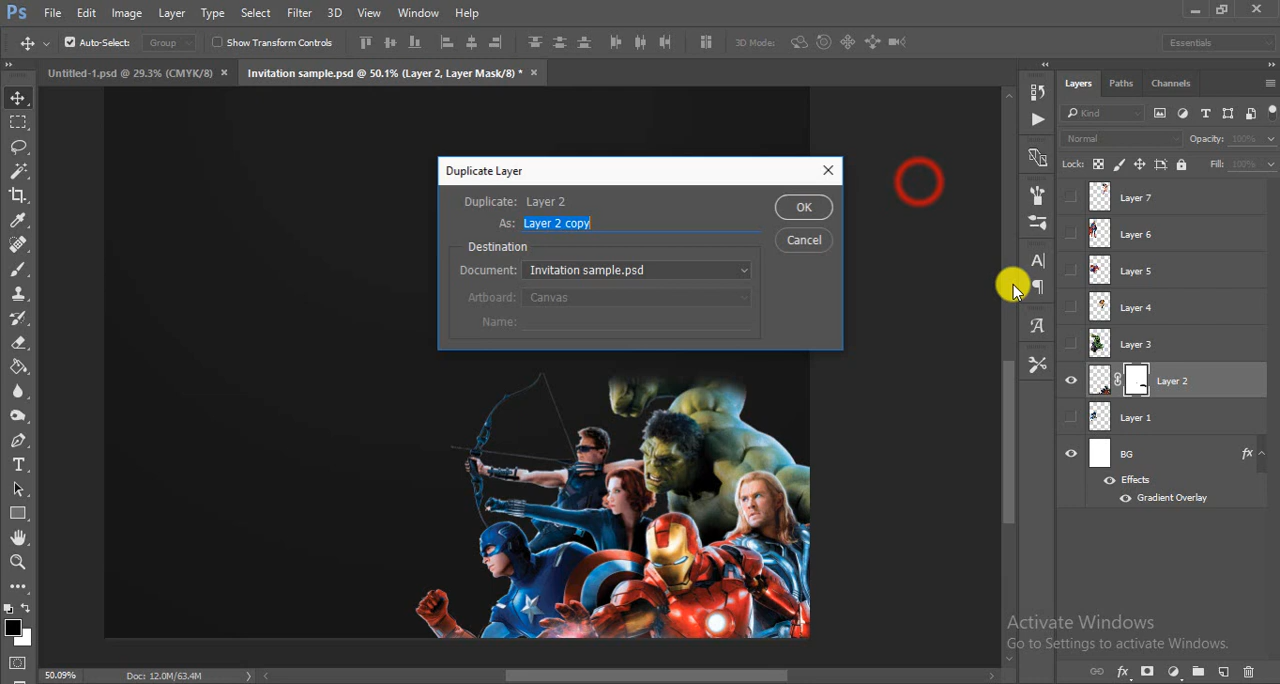 Ps File Edit Image Layer Type Select Filter 3D View Window Help
Auto-Select: Group Show Transform Controls 3D Mode: Essentials
Untitled-1.psd @ 29.3% (CMYK/8) × Invitation sample.psd @ 50.1% (Layer 2, Layer Mask/8) * ×
Layers Paths Channels
Kind
Normal Opacity: 100%
Lock: Fill: 100%
Duplicate Layer
Duplicate: Layer 2
As: Layer 2 copy
OK
Cancel
Destination
Document: Invitation sample.psd
Artboard: Canvas
Name:
Layer 7
Layer 6
Layer 5
Layer 4
Layer 3
Layer 2
Layer 1
BG fx
Effects
Gradient Overlay
Activate Windows
Go to Settings to activate Windows.
50.09% Doc: 12.0M/63.4M